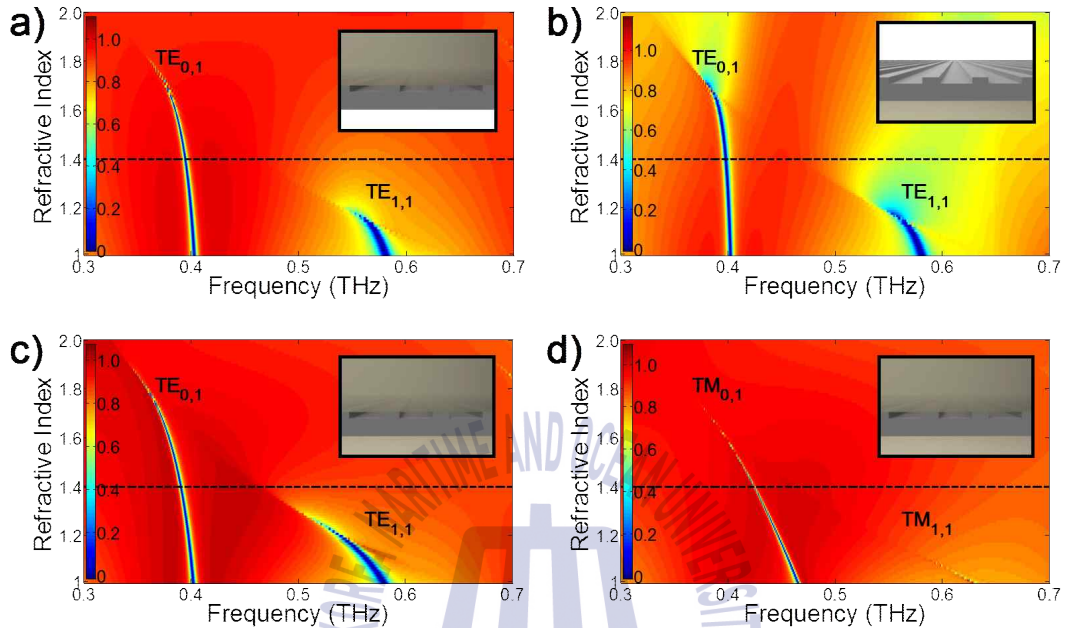 a)
Refractive Index
2.0
1.8
1.6
1.4
1.2
1
1.0
0.8
0.6
0.4
0.2
0
TE0,1
TE1,1
0.3 0.4 0.5 0.6 0.7
Frequency (THz)
b)
Refractive Index
2.0
1.8
1.6
1.4
1.2
1
1.0
0.8
0.6
0.4
0.2
0
TE0,1
TE1,1
0.3 0.4 0.5 0.6 0.7
Frequency (THz)
c)
Refractive Index
2.0
1.8
1.6
1.4
1.2
1
1.0
0.8
0.6
0.4
0.2
0
TE0,1
TE1,1
0.3 0.4 0.5 0.6 0.7
Frequency (THz)
d)
Refractive Index
2.0
1.8
1.6
1.4
1.2
1
1.0
0.8
0.6
0.4
0.2
0
TM0,1
TM1,1
0.3 0.4 0.5 0.6 0.7
Frequency (THz)
KOREA MARITIME AND OCEAN UNIVERSIT